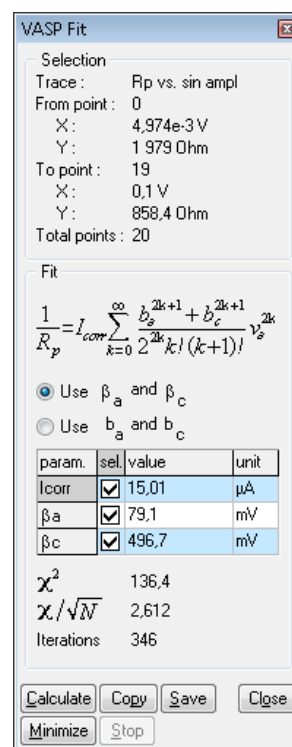 VASP Fit
Selection
Trace : Rp vs. sin ampl
From point : 0
X : 4,974e-3 V
Y : 1 979 Ohm
To point : 19
X : 0,1 V
Y : 858,4 Ohm
Total points : 20
Fit
1/R_p = I_corr ∑_{k=0}^{∞} (b_a^{2k+1} + b_c^{2k+1}) / (2^{2k} k! (k+1)!) v_a^{2k}
Use βa and βc
Use ba and bc
param. sel. value unit
Icorr 15,01 µA
βa 79,1 mV
βc 496,7 mV
χ² 136,4
χ/√N 2,612
Iterations 346
Calculate Copy Save Close
Minimize Stop